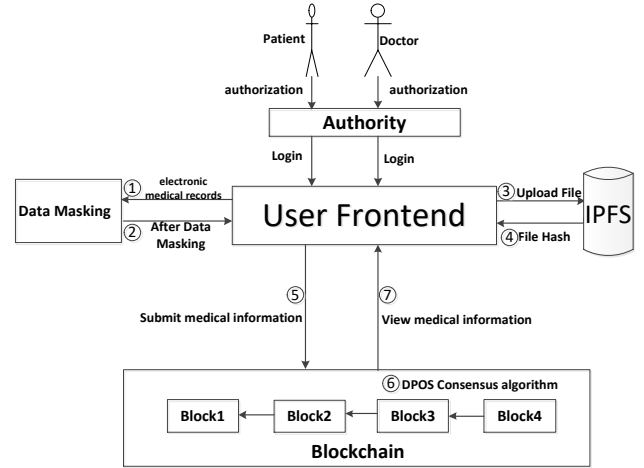 Patient
Doctor
authorization
authorization
Authority
Login
Login
① electronic
medical records
③ Upload File
Data Masking
User Frontend
IPFS
② After Data
Masking
④ File Hash
⑤
⑦
Submit medical information
View medical information
⑥ DPOS Consensus algorithm
Block1
Block2
Block3
Block4
Blockchain